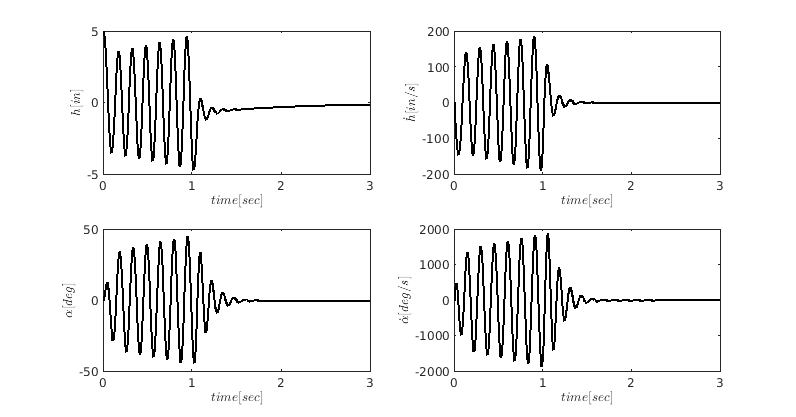 5
0
-5
h[in]
0 1 2 3
time[sec]
200
100
0
-100
-200
ḣ[in/s]
0 1 2 3
time[sec]
50
0
-50
α[deg]
0 1 2 3
time[sec]
2000
1000
0
-1000
-2000
α̇[deg/s]
0 1 2 3
time[sec]